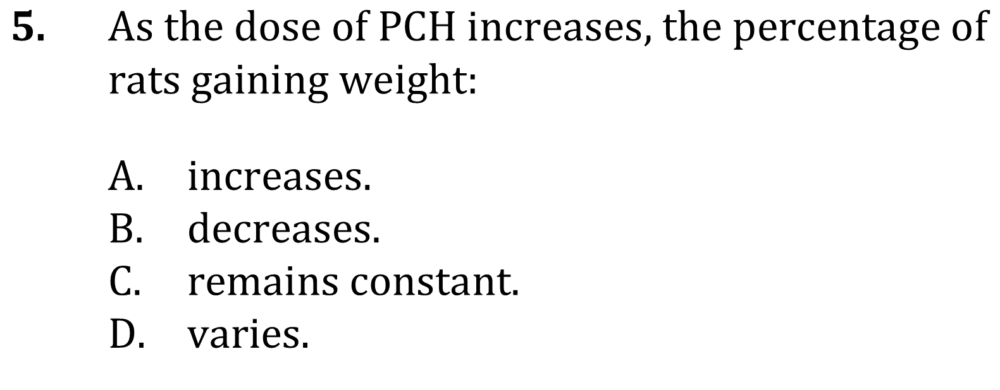 5. As the dose of PCH increases, the percentage of
rats gaining weight:
A. increases.
B. decreases.
C. remains constant.
D. varies.